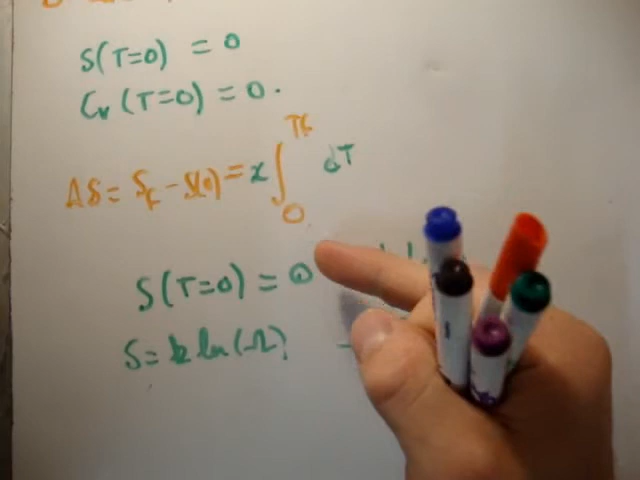 S(T=0) = 0
Cv (T=0) = 0.
ΔS = Sf - S(0) = x ∫₀^Tf dT
S(T=0) = 0
S = k ln(Ω)